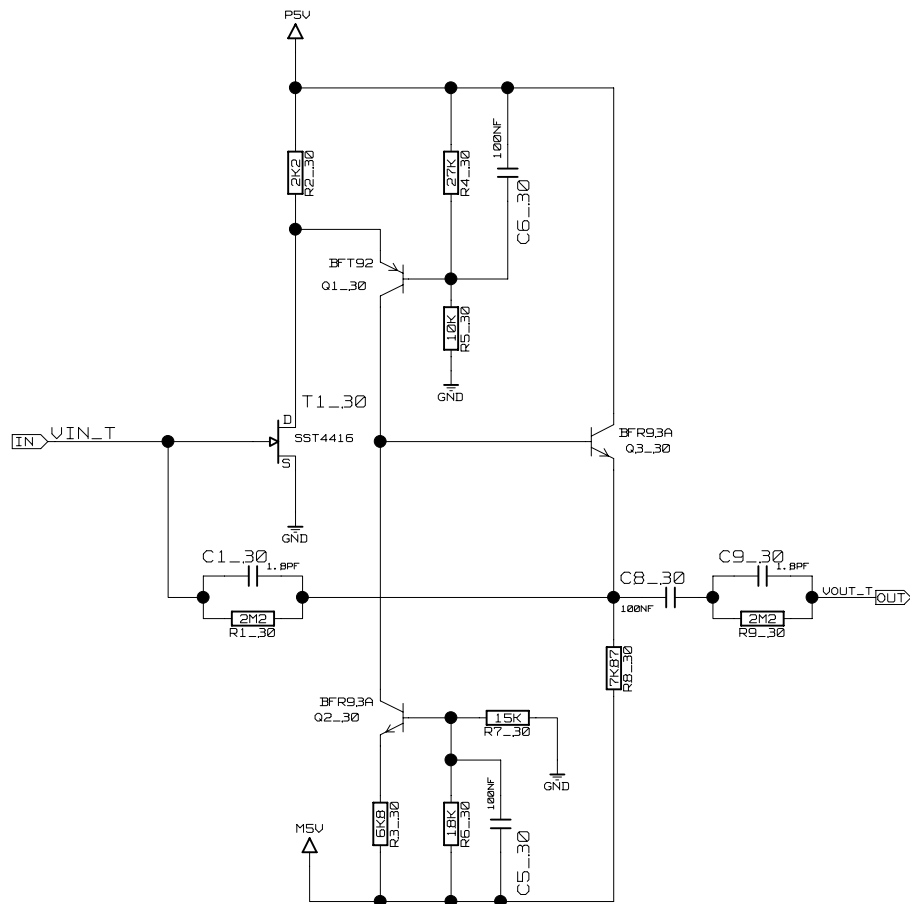 P5V
2K2
R2_30
27K
R4_30
100NF
C6_30
BFT92
Q1_30
10K
R5_30
GND
T1_30
D
SST4416
S
IN
VIN_T
GND
BFR93A
Q3_30
C1_30
1.8PF
2M2
R1_30
C8_30
100NF
C9_30
1.8PF
2M2
R9_30
VOUT_T
OUT
7K87
R8_30
BFR93A
Q2_30
15K
R7_30
GND
M5V
6K8
R3_30
18K
R6_30
100NF
C5_30